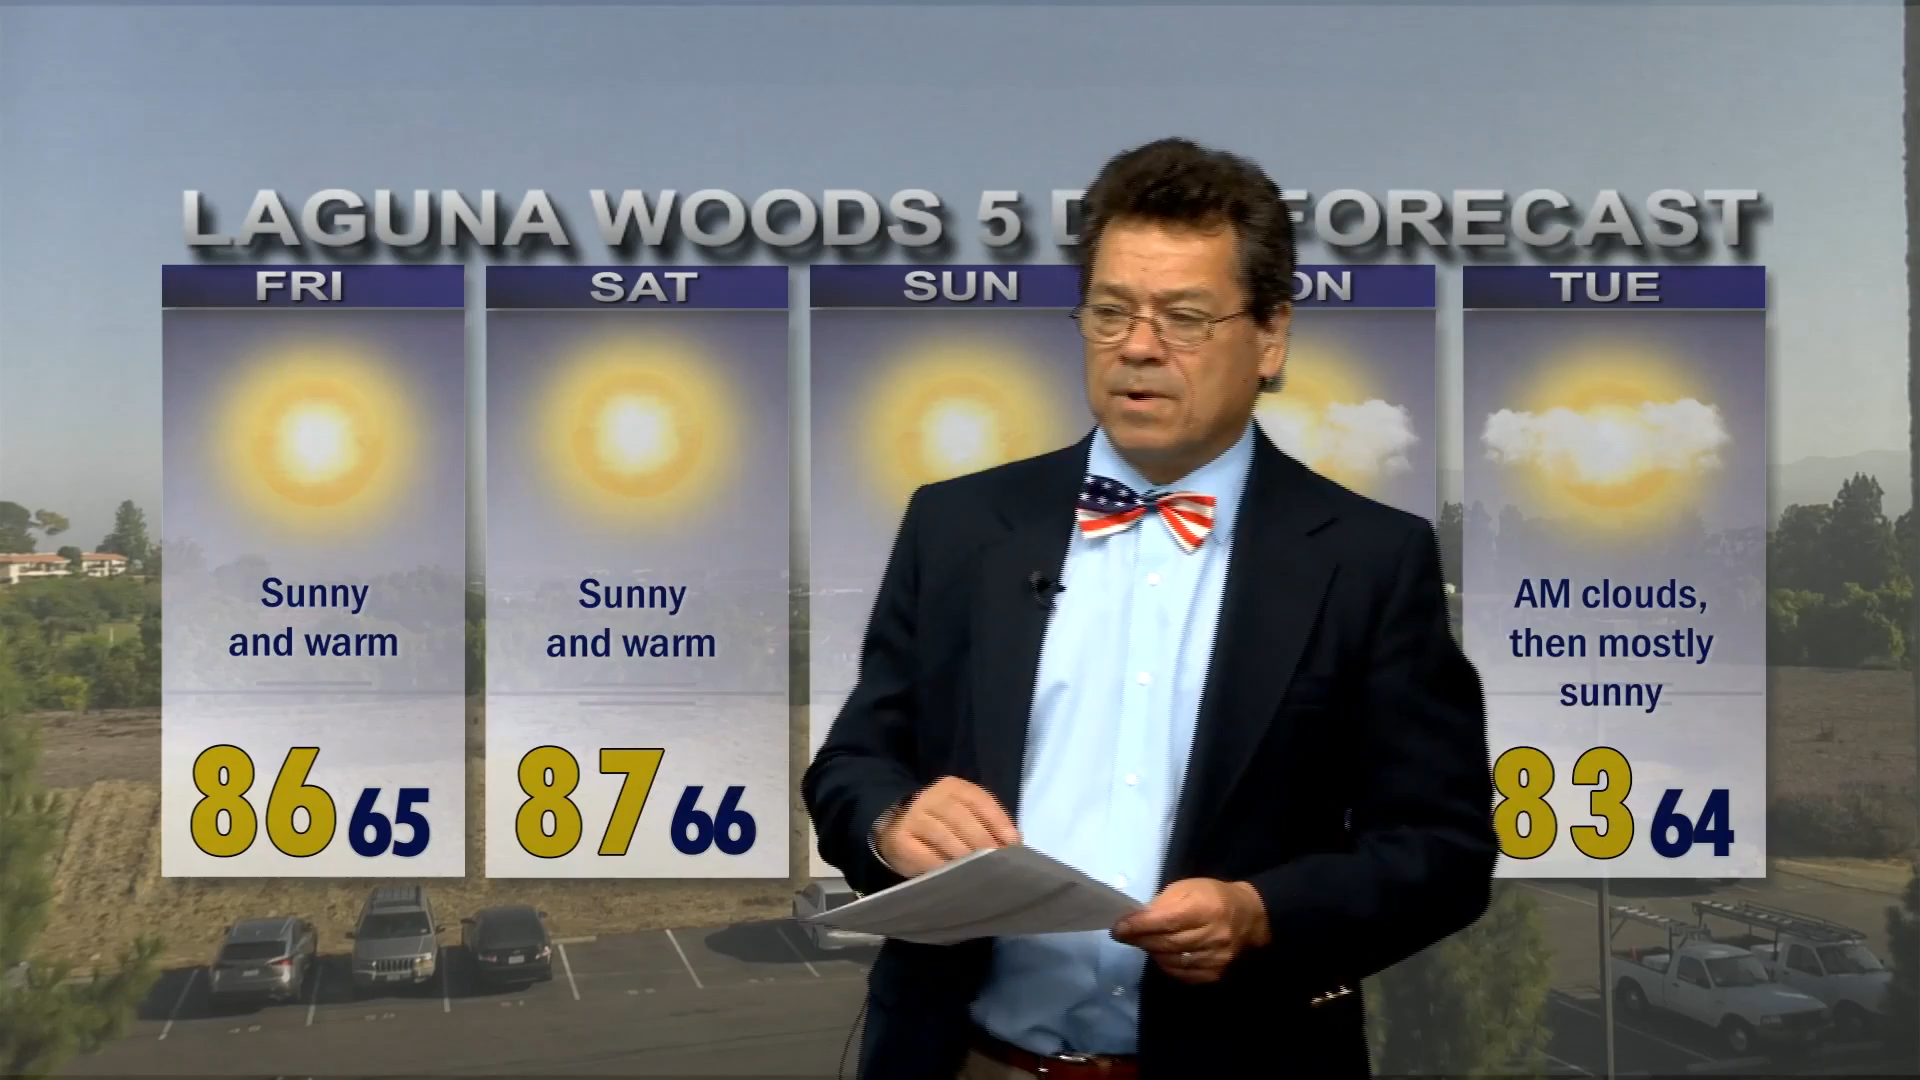 LAGUNA WOODS 5 FORECAST
FRI
SAT
SUN
TUE
Sunny
and warm
86 65
Sunny
and warm
87 66
AM clouds,
then mostly
sunny
83 64